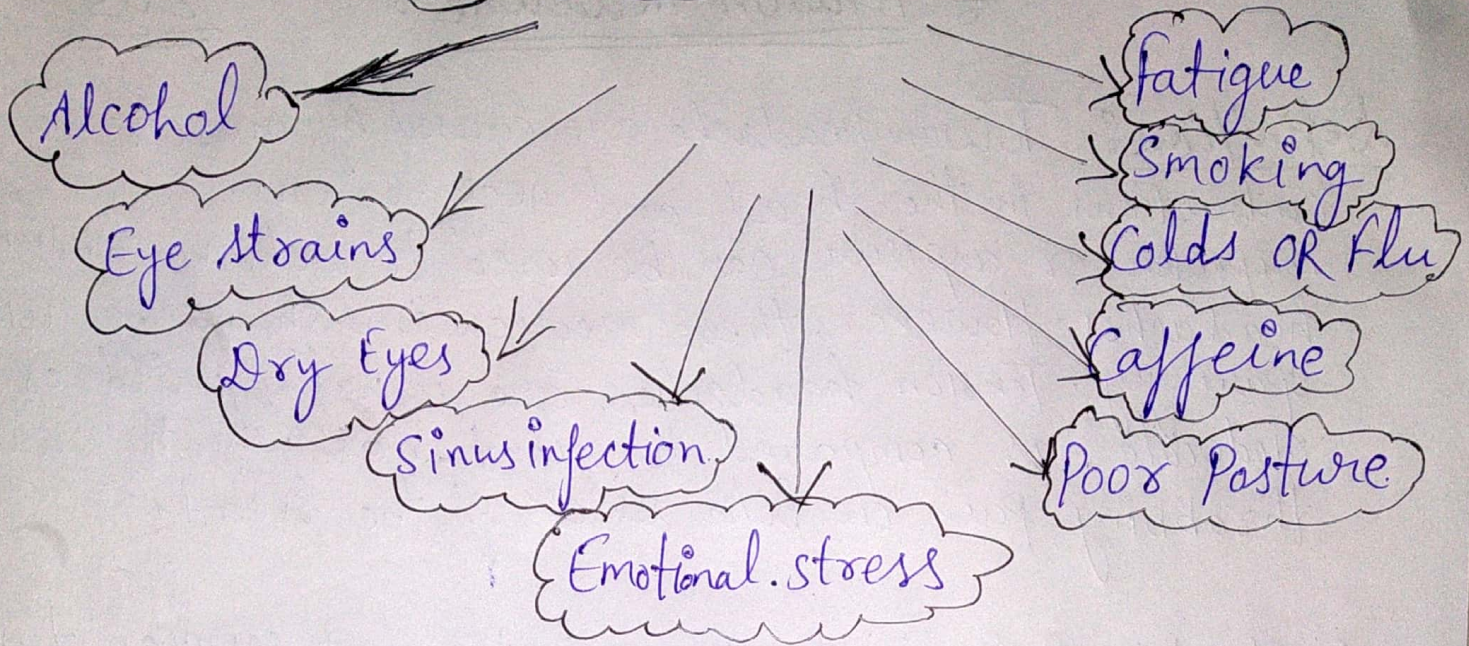 Alcohol
Eye strains
Dry Eyes
Sinus infection
Emotional.stress
Fatigue
Smoking
Colds OR Flu
Caffeine
Poor Posture